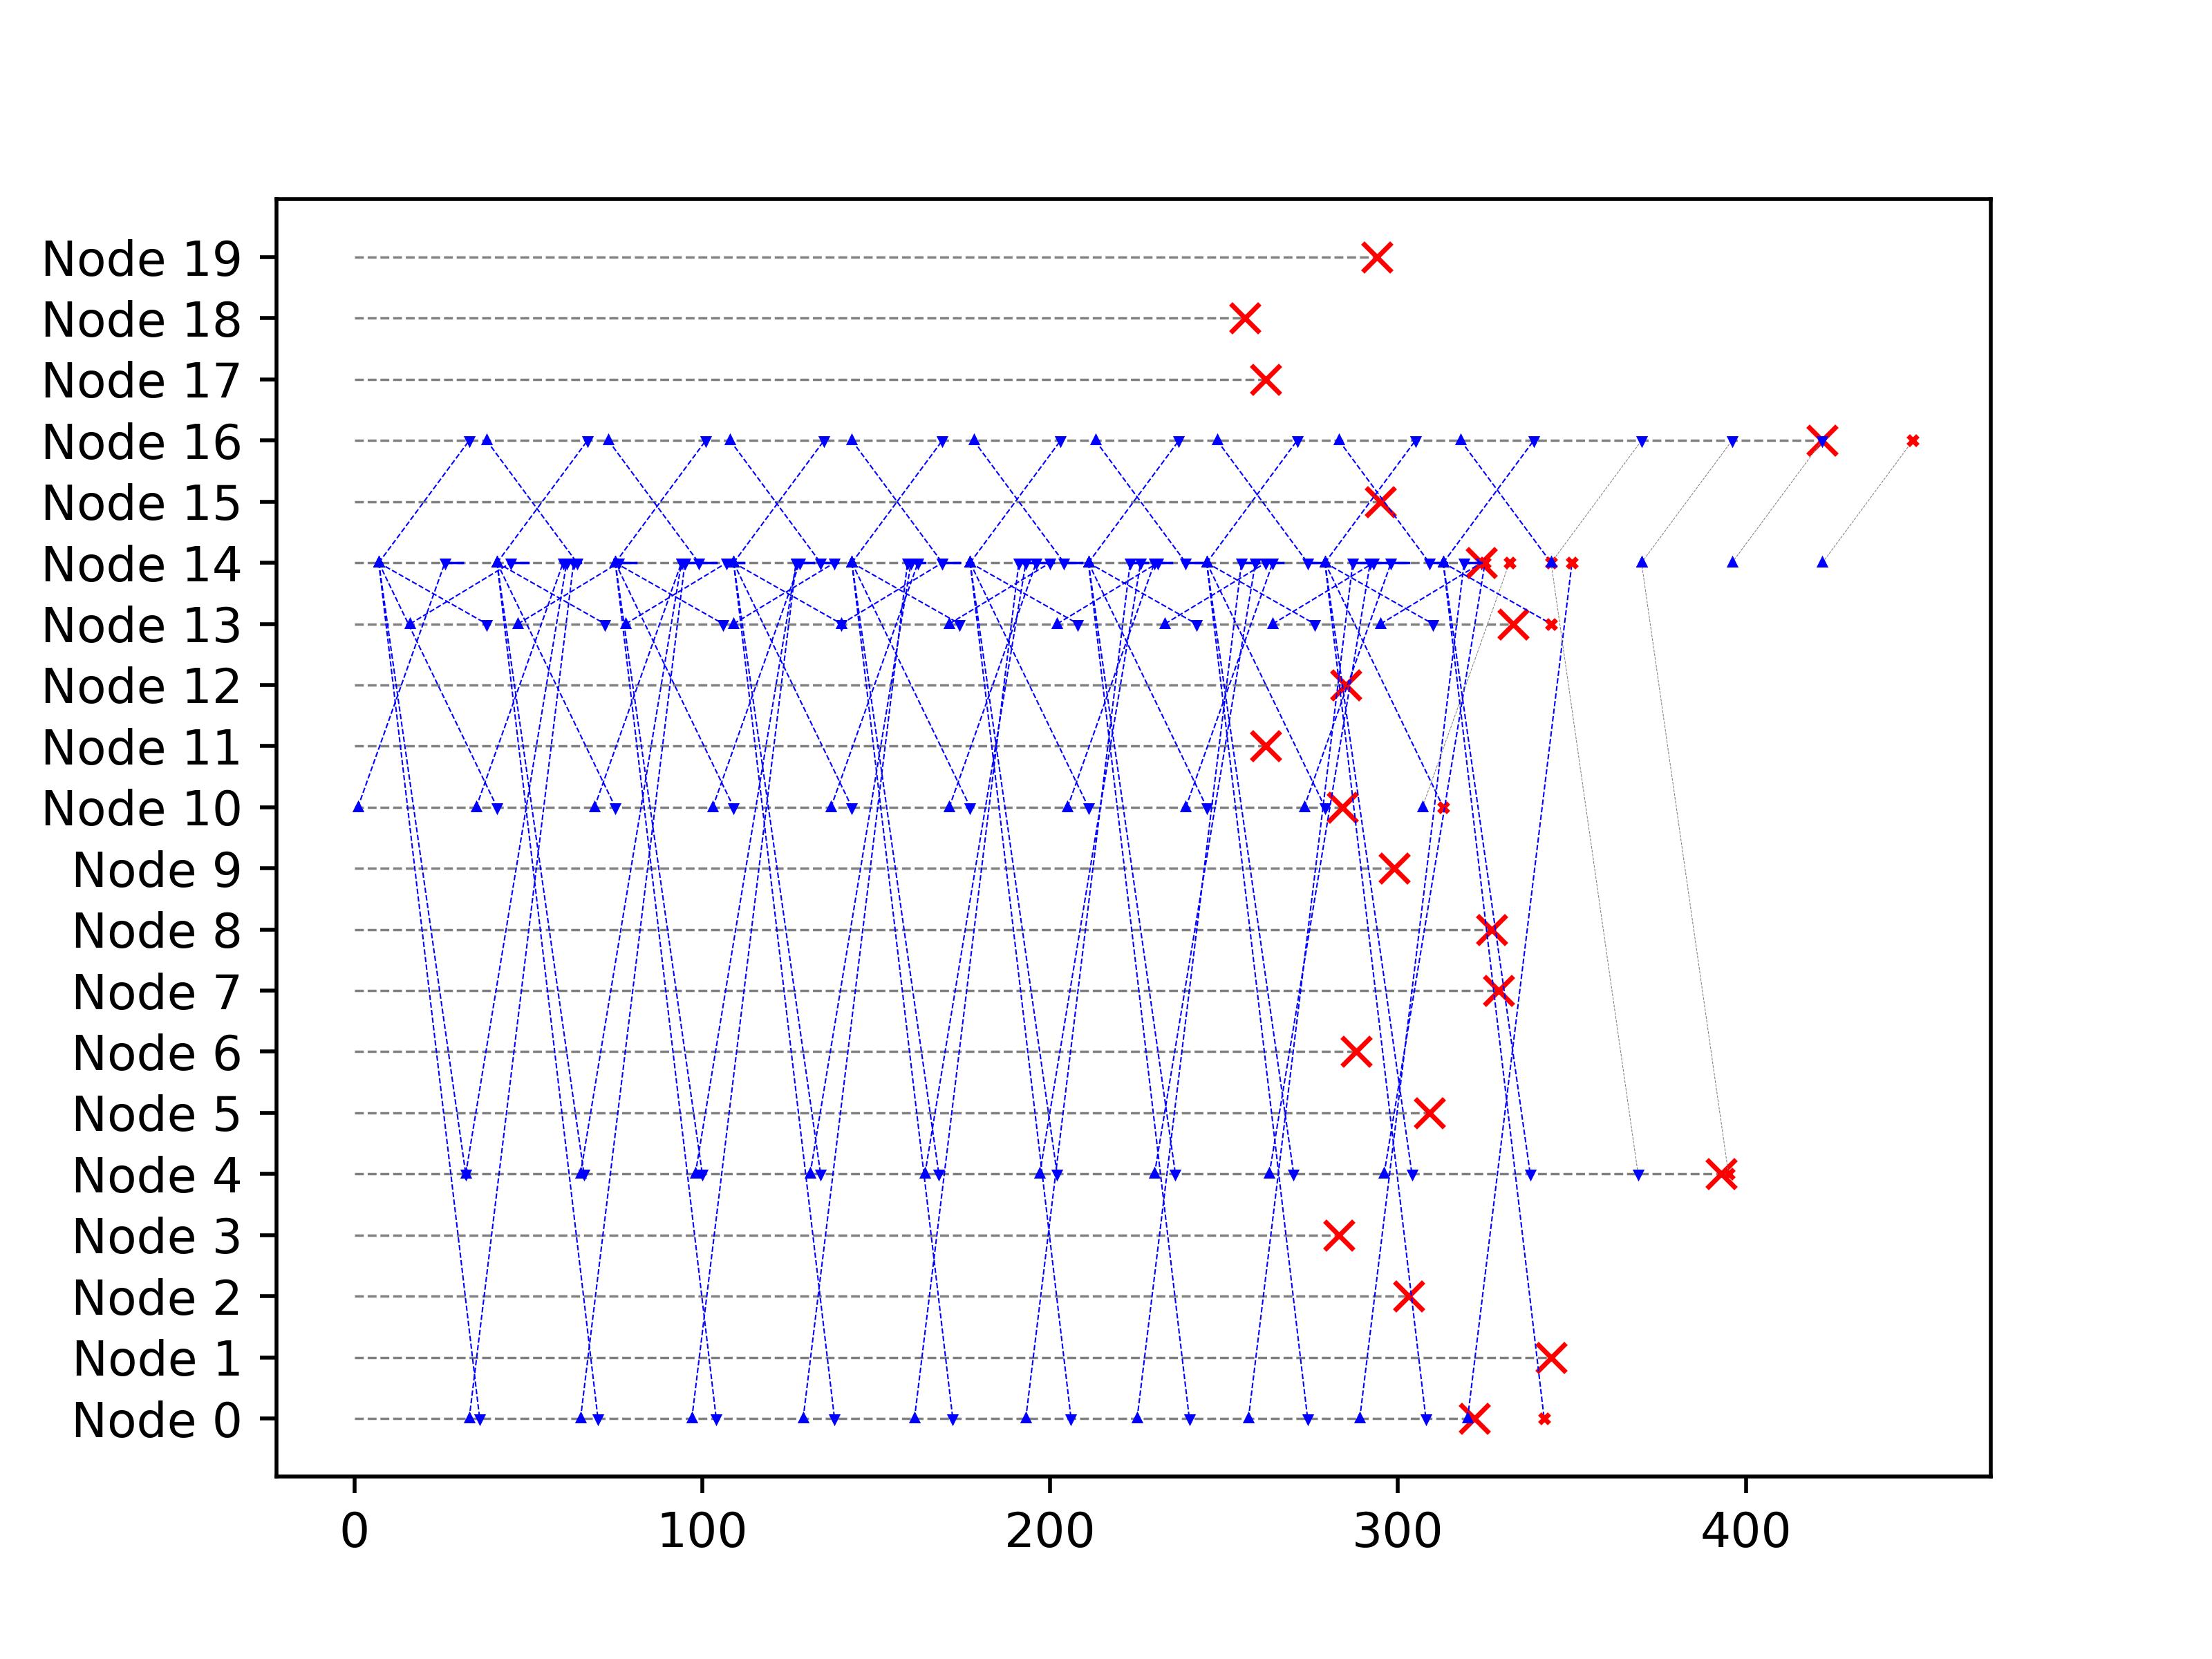 Node 19
Node 18
Node 17
Node 16
Node 15
Node 14
Node 13
Node 12
Node 11
Node 10
Node 9
Node 8
Node 7
Node 6
Node 5
Node 4
Node 3
Node 2
Node 1
Node 0
0 100 200 300 400